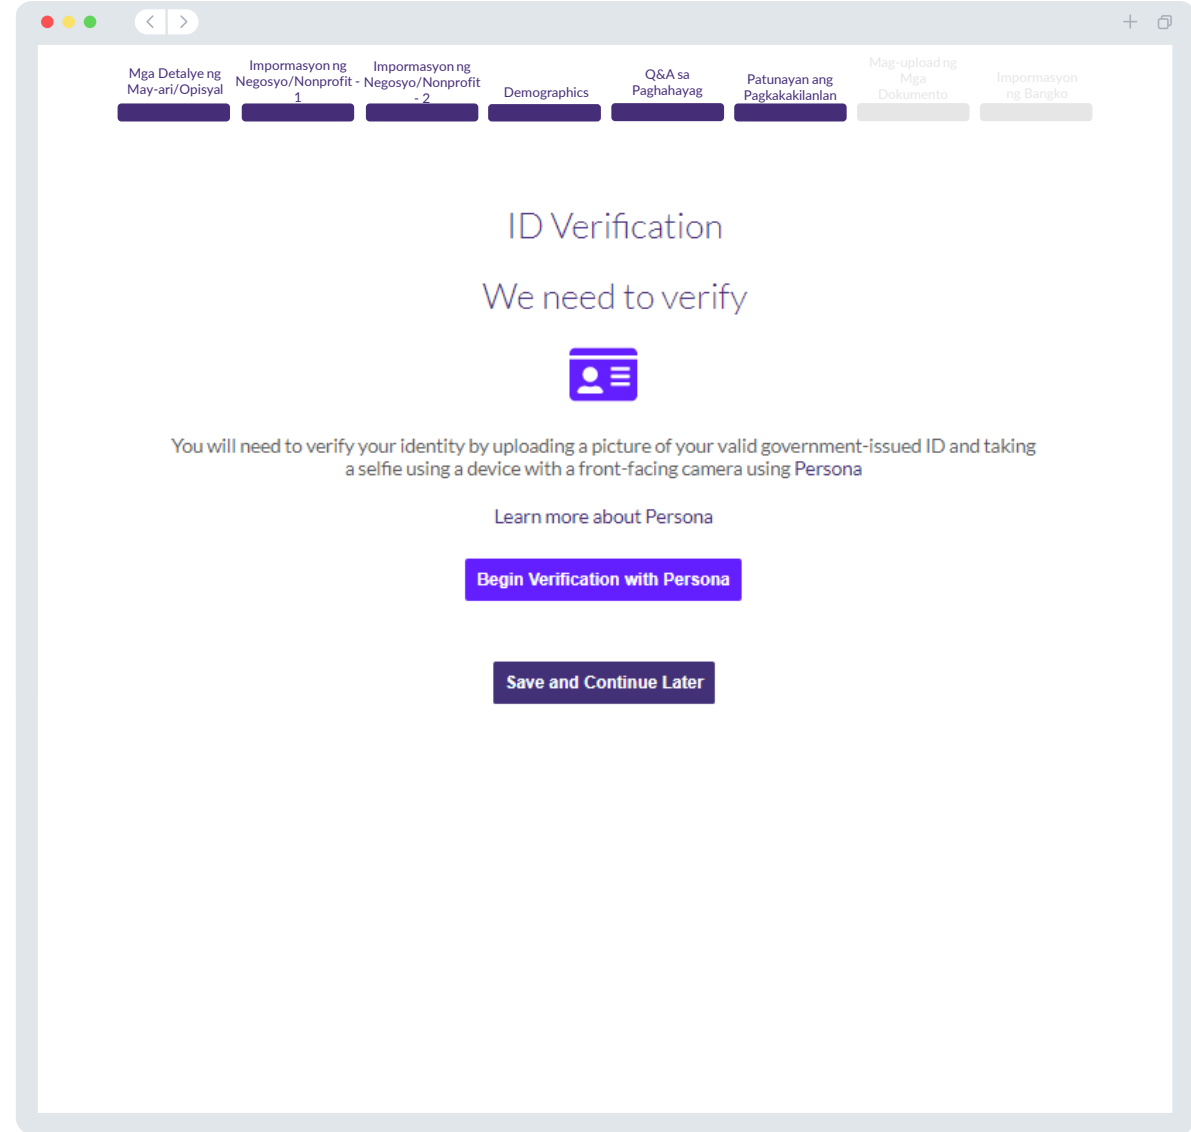 Mga Detalye ng
May-ari/Opisyal
Impormasyon ng
Negosyo/Nonprofit -
1
Impormasyon ng
Negosyo/Nonprofit
- 2
Demographics
Q&A sa
Paghahayag
Patunayan ang
Pagkakakilanlan
Mag-upload ng
Mga
Dokumento
Impormasyon
ng Bangko
ID Verification
We need to verify
You will need to verify your identity by uploading a picture of your valid government-issued ID and taking
a selfie using a device with a front-facing camera using Persona
Learn more about Persona
Begin Verification with Persona
Save and Continue Later